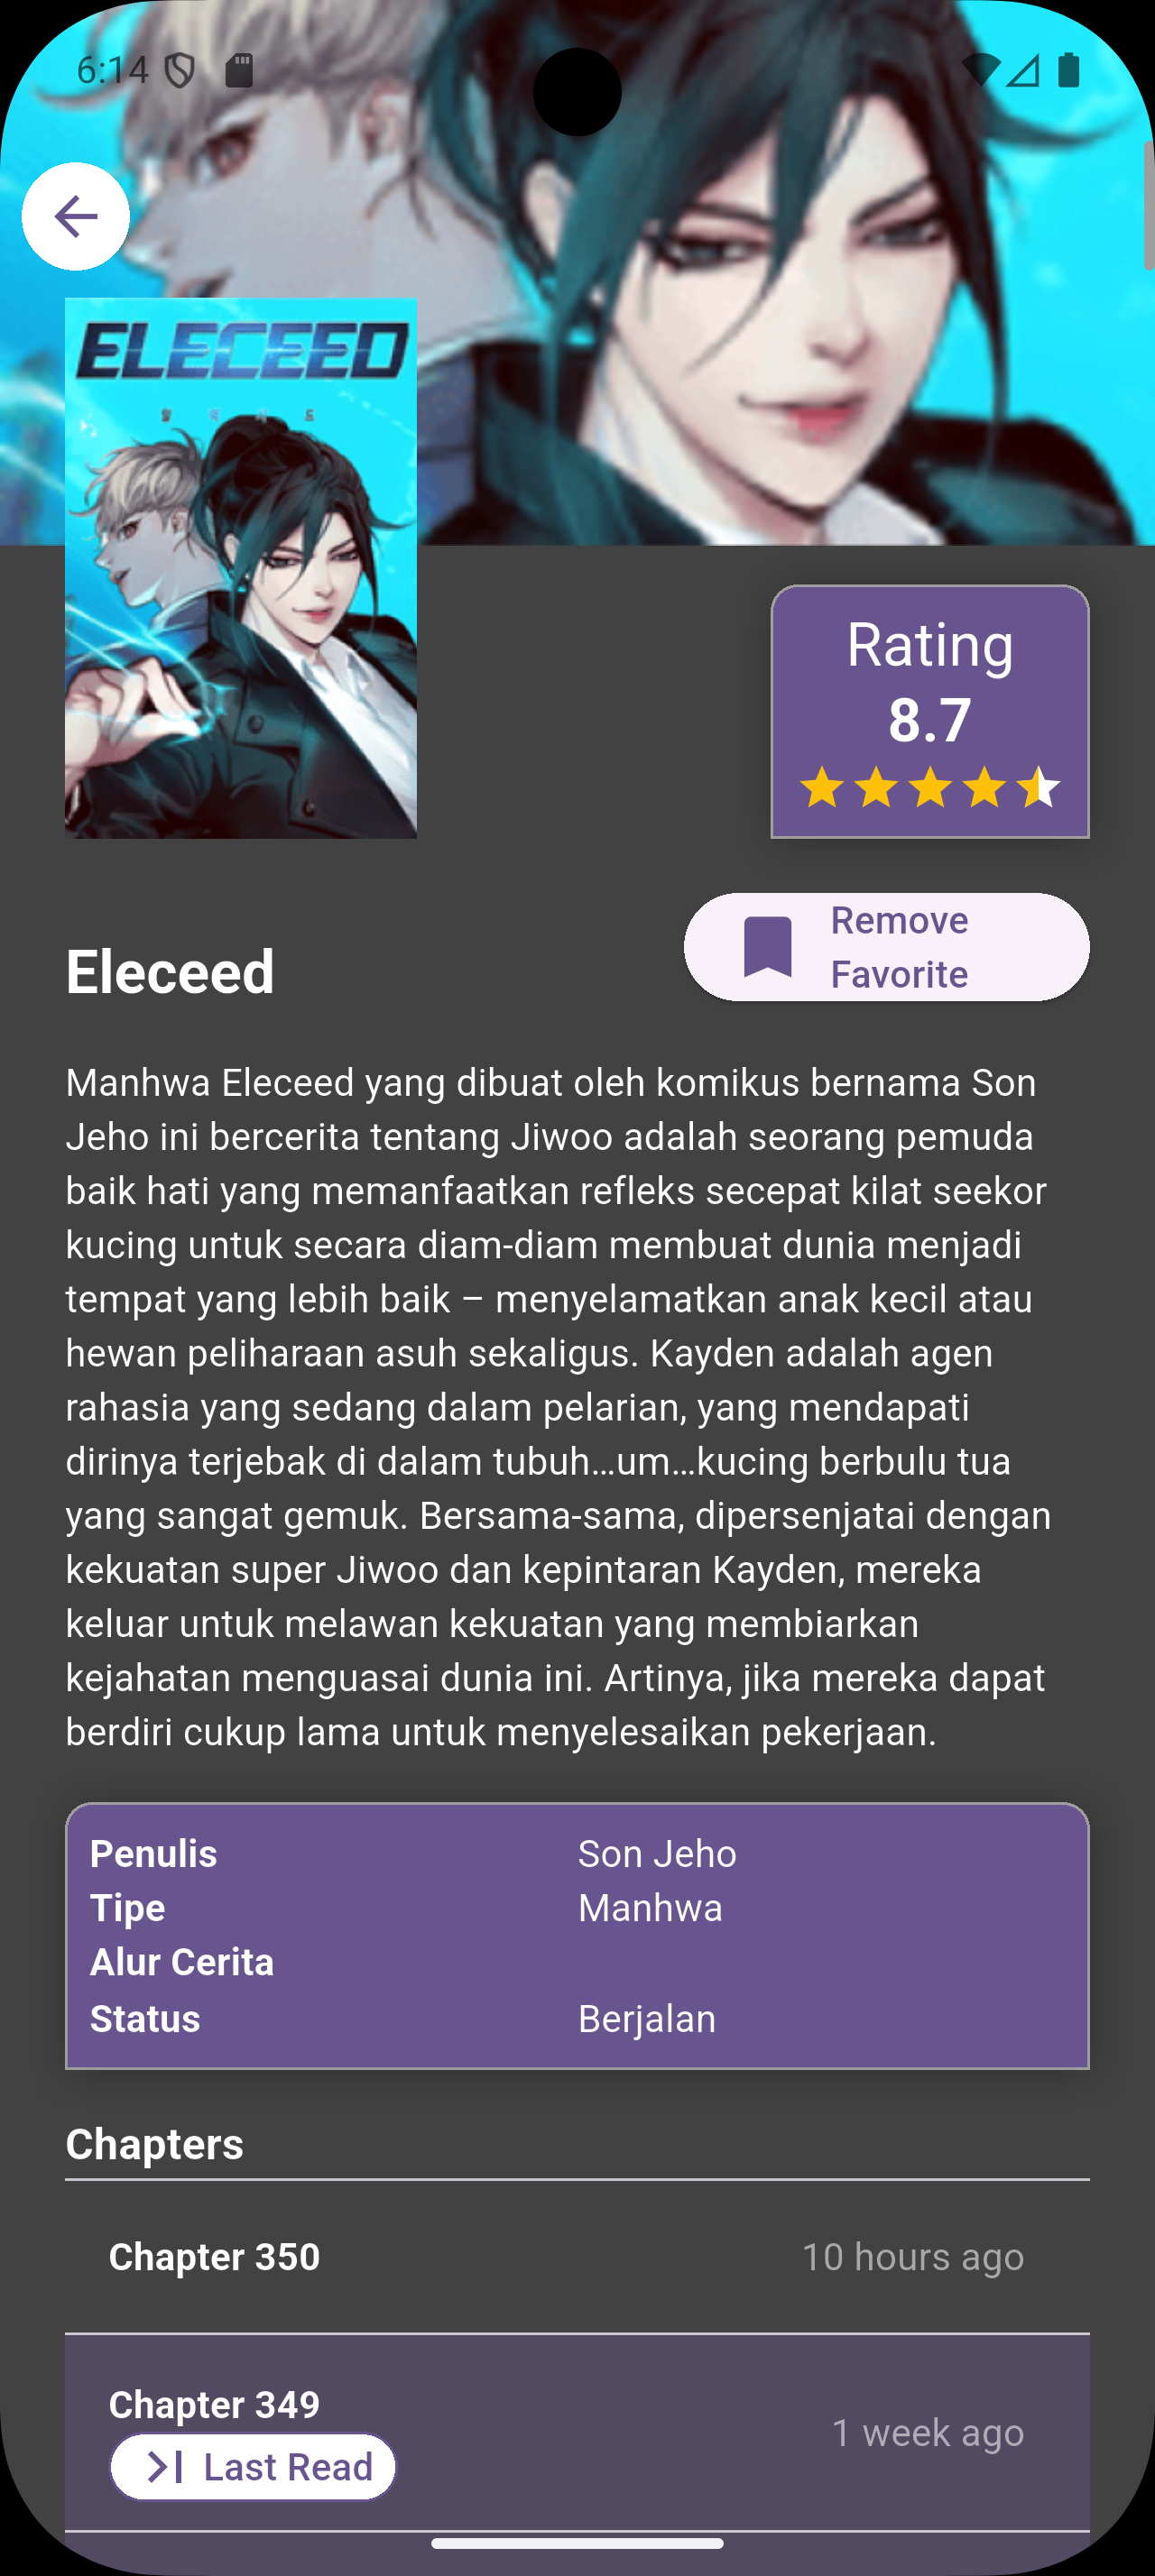 6:14
ELECEED
Rating
8.7
Remove
Favorite
Eleceed
Manhwa Eleceed yang dibuat oleh komikus bernama Son
Jeho ini bercerita tentang Jiwoo adalah seorang pemuda
baik hati yang memanfaatkan refleks secepat kilat seekor
kucing untuk secara diam-diam membuat dunia menjadi
tempat yang lebih baik – menyelamatkan anak kecil atau
hewan peliharaan asuh sekaligus. Kayden adalah agen
rahasia yang sedang dalam pelarian, yang mendapati
dirinya terjebak di dalam tubuh...um...kucing berbulu tua
yang sangat gemuk. Bersama-sama, dipersenjatai dengan
kekuatan super Jiwoo dan kepintaran Kayden, mereka
keluar untuk melawan kekuatan yang membiarkan
kejahatan menguasai dunia ini. Artinya, jika mereka dapat
berdiri cukup lama untuk menyelesaikan pekerjaan.
Penulis Son Jeho
Tipe Manhwa
Alur Cerita
Status Berjalan
Chapters
Chapter 350 10 hours ago
Chapter 349
1 week ago
Last Read